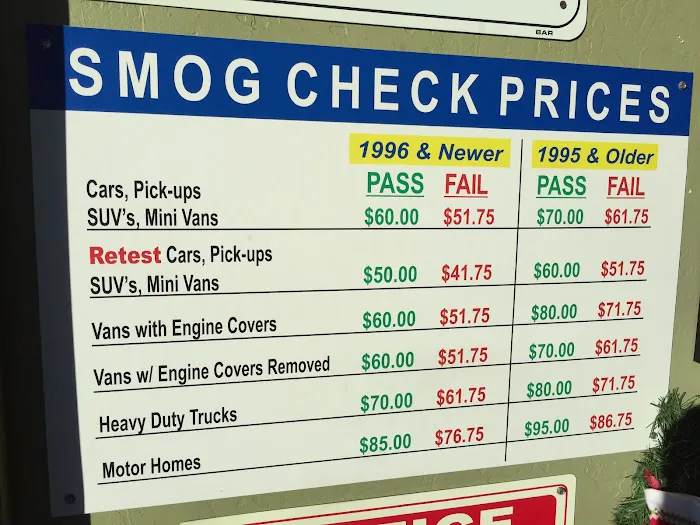 BAR
SMOG CHECK PRICES
1996 & Newer 1995 & Older
Cars, Pick-ups PASS FAIL PASS FAIL
SUV's, Mini Vans $60.00 $51.75 $70.00 $61.75
Retest Cars, Pick-ups
SUV's, Mini Vans $50.00 $41.75 $60.00 $51.75
Vans with Engine Covers $60.00 $51.75 $80.00 $71.75
Vans w/ Engine Covers Removed $60.00 $51.75 $70.00 $61.75
Heavy Duty Trucks $70.00 $61.75 $80.00 $71.75
Motor Homes $85.00 $76.75 $95.00 $86.75